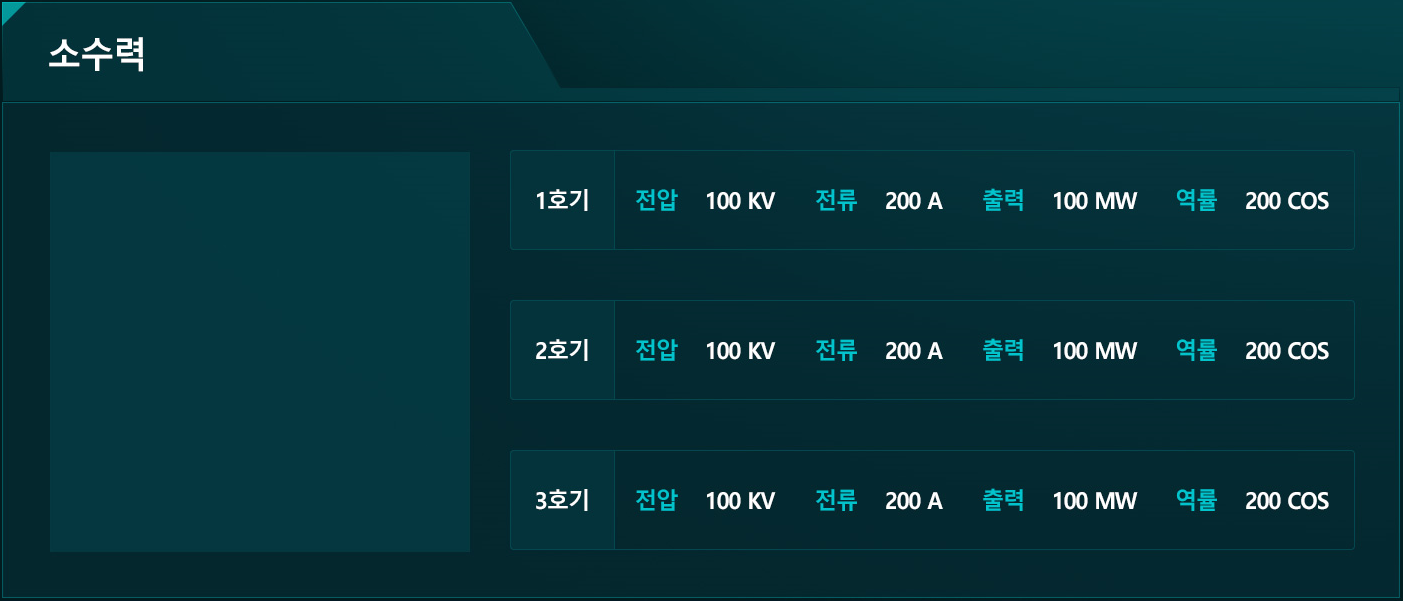 소수력
1호기 전압 100 KV 전류 200 A 출력 100 MW 역률 200 COS
2호기 전압 100 KV 전류 200 A 출력 100 MW 역률 200 COS
3호기 전압 100 KV 전류 200 A 출력 100 MW 역률 200 COS